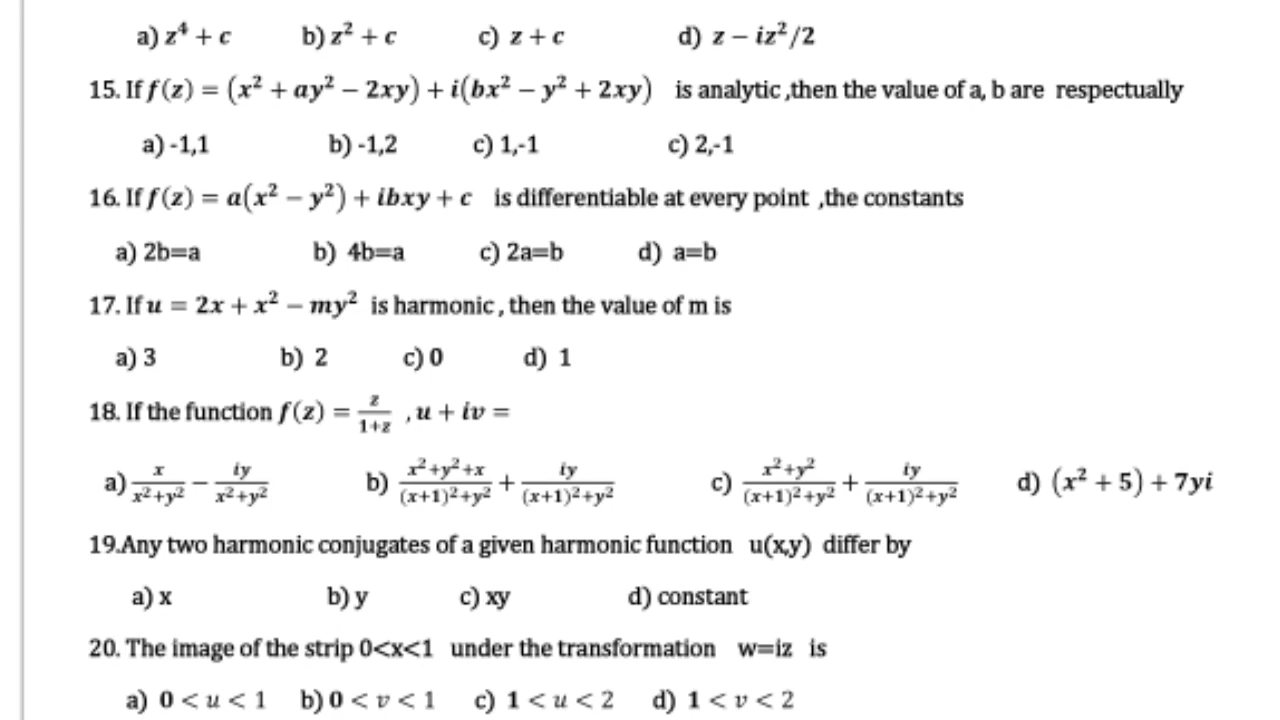 a) z⁴ + c b) z² + c c) z + c d) z − iz²/2
15. If f(z) = (x² + ay² − 2xy) + i(bx² − y² + 2xy) is analytic ,then the value of a, b are respectually
a) -1,1 b) -1,2 c) 1,-1 c) 2,-1
16. If f(z) = a(x² − y²) + ibxy + c is differentiable at every point ,the constants
a) 2b=a b) 4b=a c) 2a=b d) a=b
17. If u = 2x + x² − my² is harmonic , then the value of m is
a) 3 b) 2 c) 0 d) 1
18. If the function f(z) = z/(1+z) , u + iv =
a) x/(x²+y²) − iy/(x²+y²) b) (x²+y²+x)/((x+1)²+y²) + iy/((x+1)²+y²) c) (x²+y²)/((x+1)²+y²) + iy/((x+1)²+y²) d) (x² + 5) + 7yi
19.Any two harmonic conjugates of a given harmonic function u(x,y) differ by
a) x b) y c) xy d) constant
20. The image of the strip 0<x<1 under the transformation w=iz is
a) 0 < u < 1 b) 0 < v < 1 c) 1 < u < 2 d) 1 < v < 2